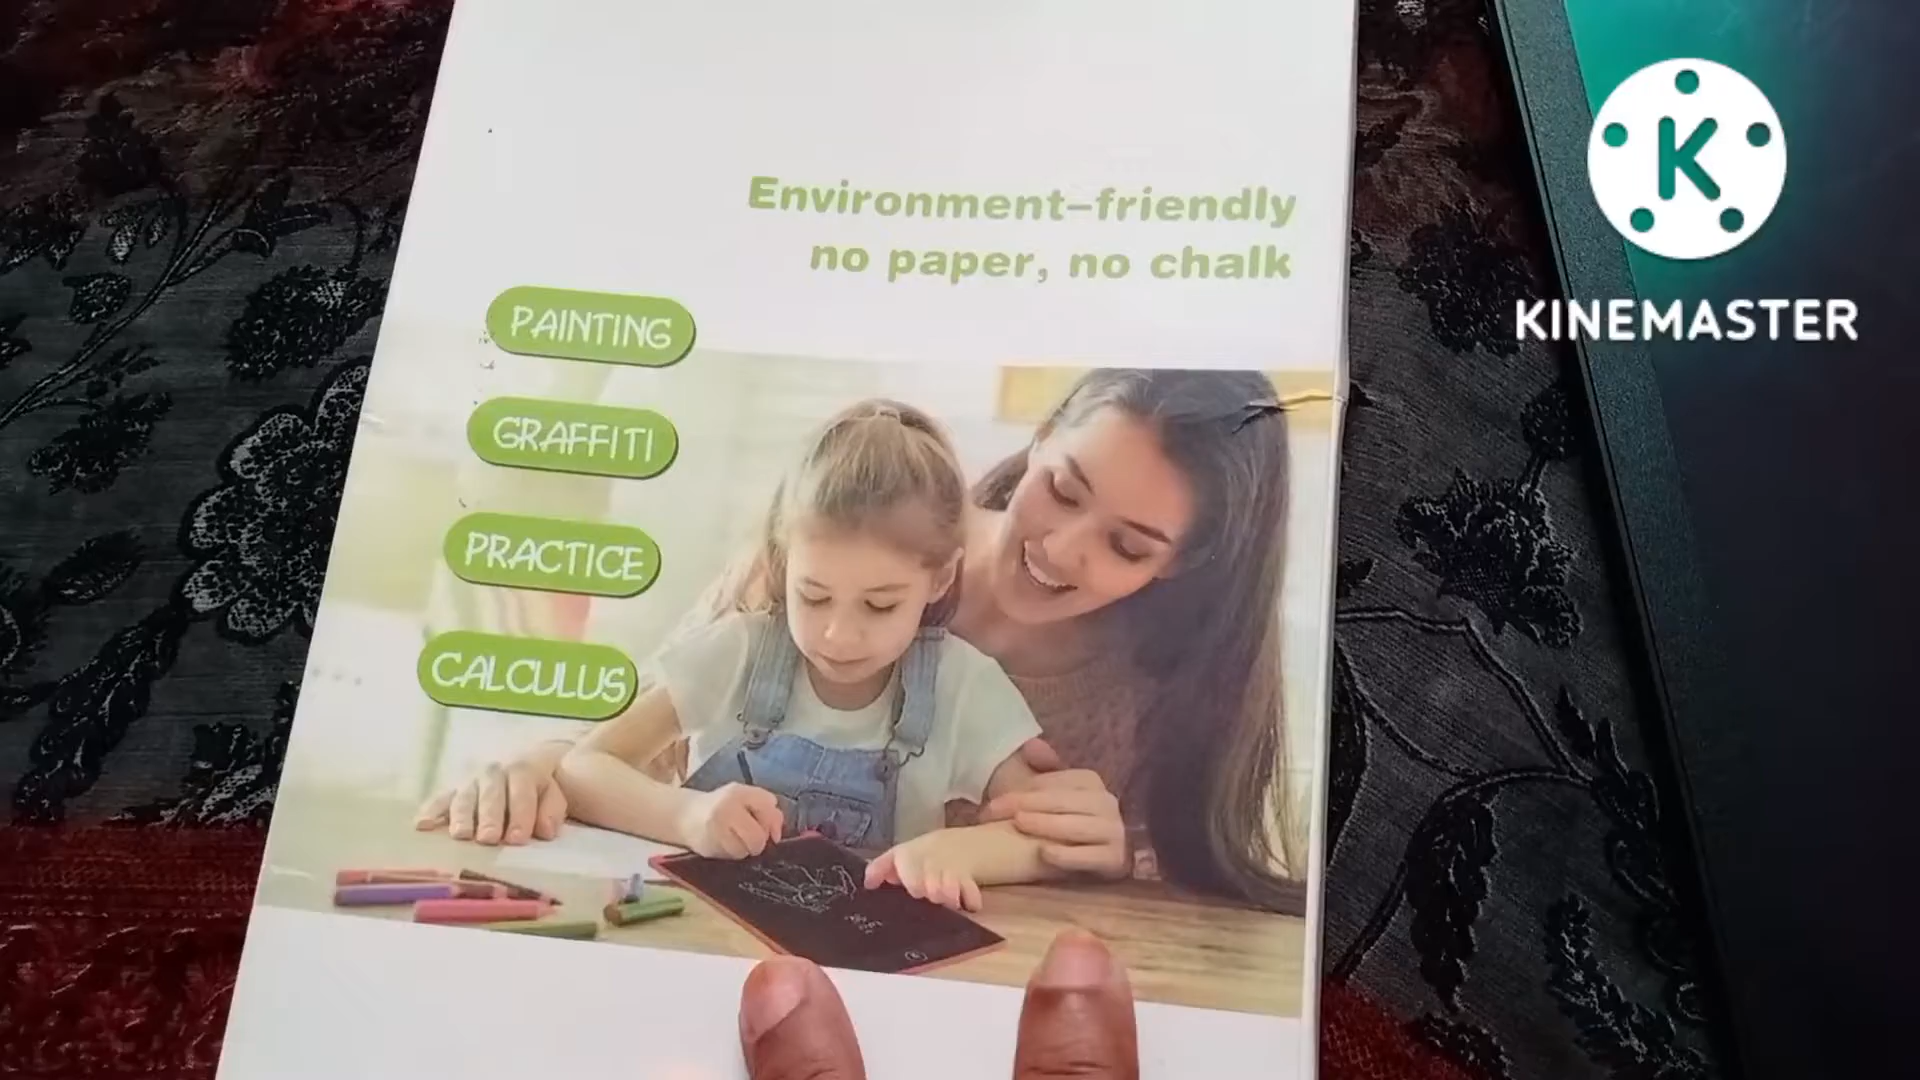 Environment-friendly
no paper, no chalk
PAINTING
GRAFFITI
PRACTICE
CALCULUS
K
KINEMASTER